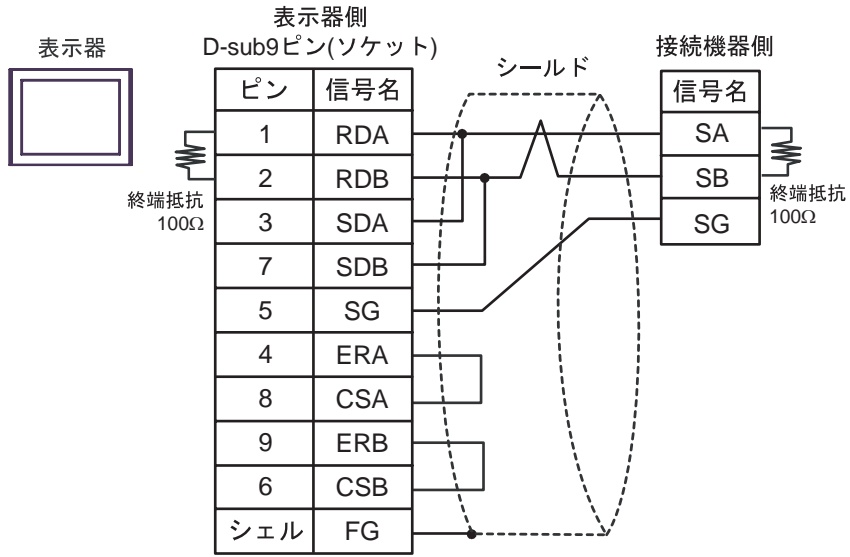 表示器
表示器側
D-sub9ピン(ソケット)
シールド
接続機器側
ピン 信号名
1 RDA
2 RDB
3 SDA
7 SDB
5 SG
4 ERA
8 CSA
9 ERB
6 CSB
シェル FG
終端抵抗
100Ω
信号名
SA
SB
SG
終端抵抗
100Ω